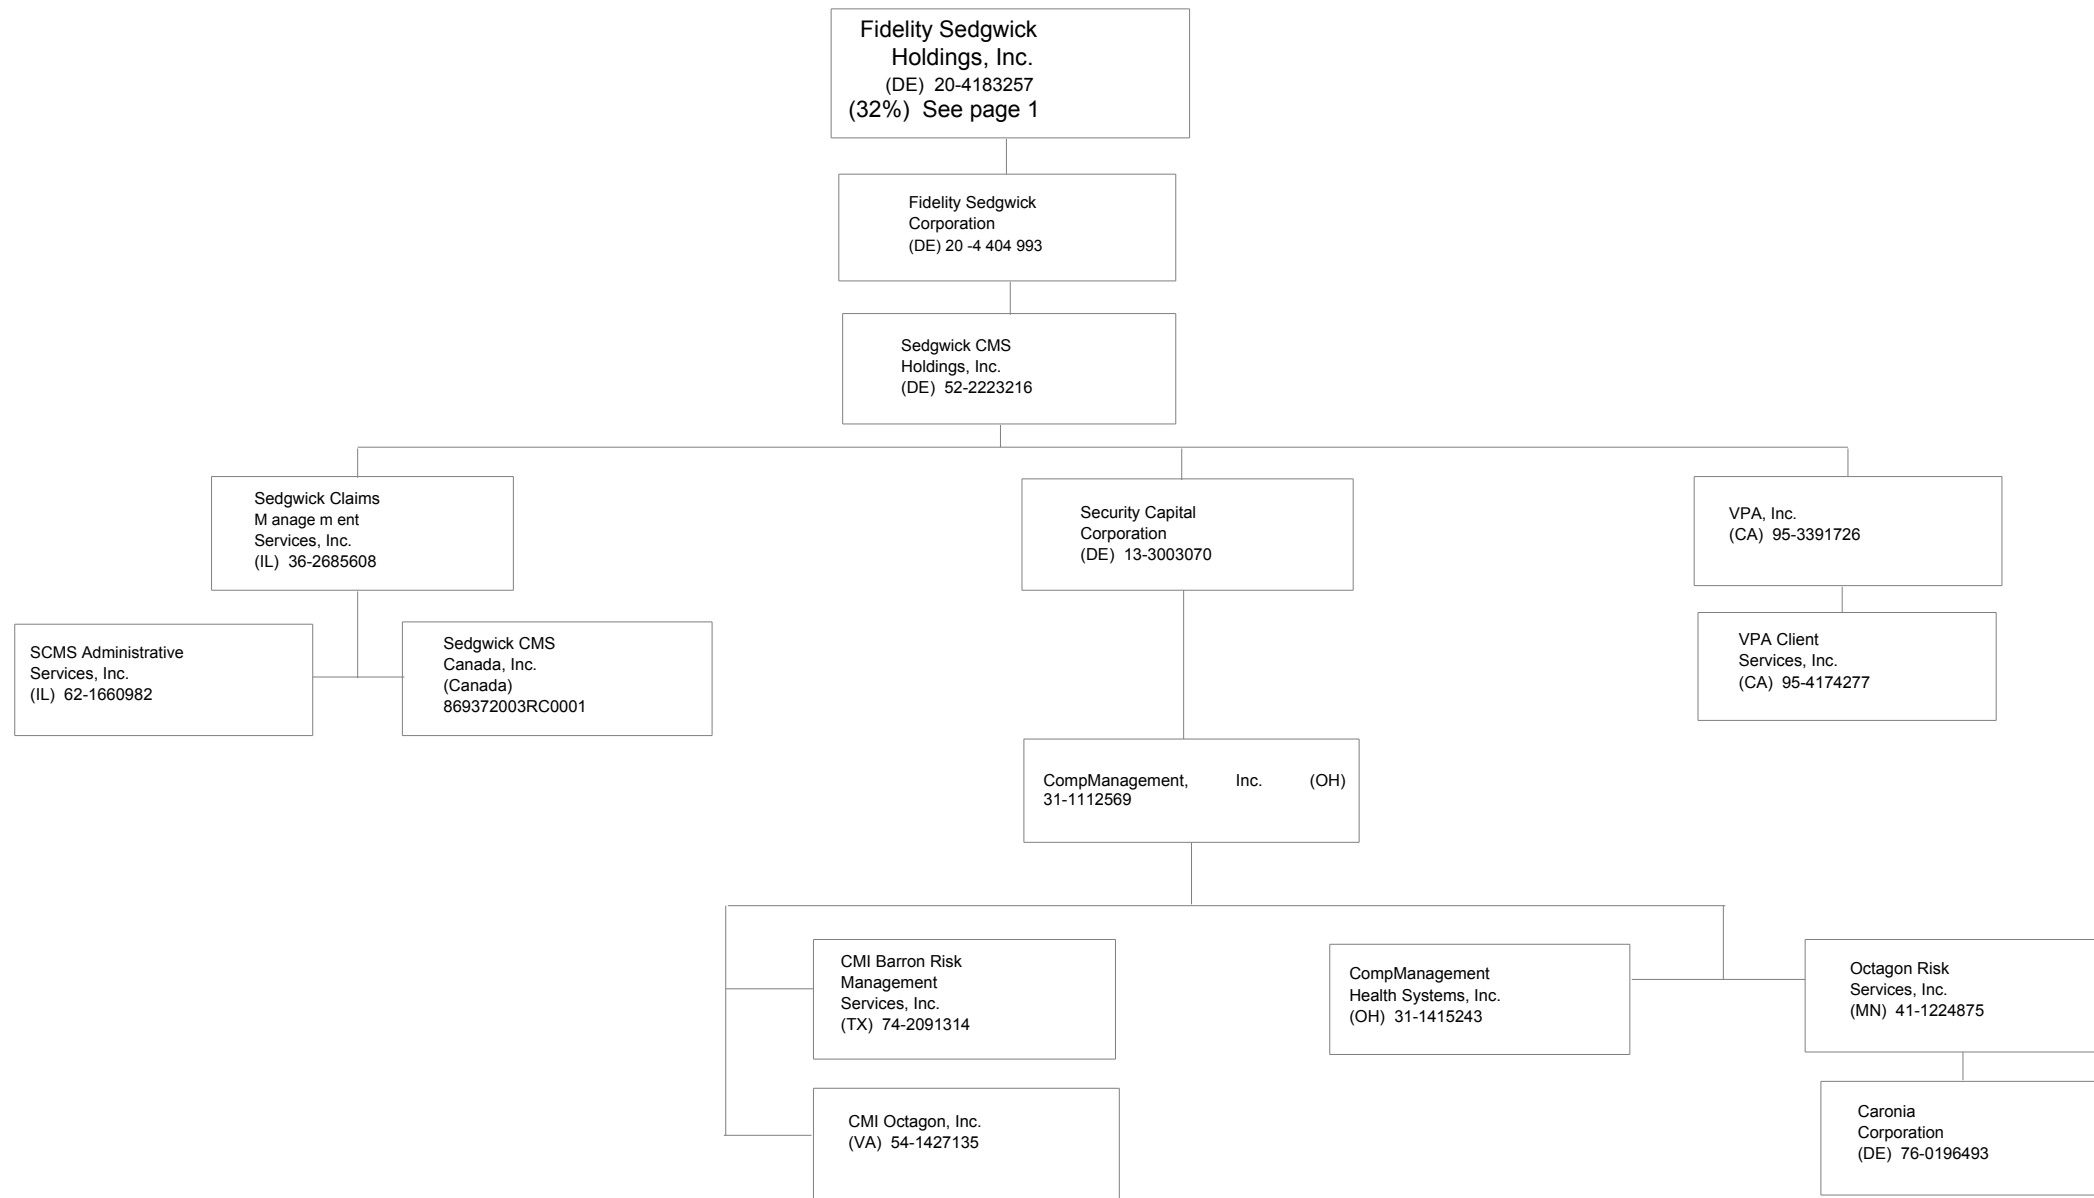 Fidelity Sedgwick
Holdings, Inc.
(DE) 20-4183257
(32%) See page 1
Fidelity Sedgwick
Corporation
(DE) 20 -4 404 993
Sedgwick CMS
Holdings, Inc.
(DE) 52-2223216
Sedgwick Claims
M anage m ent
Services, Inc.
(IL) 36-2685608
Security Capital
Corporation
(DE) 13-3003070
VPA, Inc.
(CA) 95-3391726
SCMS Administrative
Services, Inc.
(IL) 62-1660982
Sedgwick CMS
Canada, Inc.
(Canada)
869372003RC0001
VPA Client
Services, Inc.
(CA) 95-4174277
CompManagement, Inc. (OH)
31-1112569
CMI Barron Risk
Management
Services, Inc.
(TX) 74-2091314
CompManagement
Health Systems, Inc.
(OH) 31-1415243
Octagon Risk
Services, Inc.
(MN) 41-1224875
CMI Octagon, Inc.
(VA) 54-1427135
Caronia
Corporation
(DE) 76-0196493